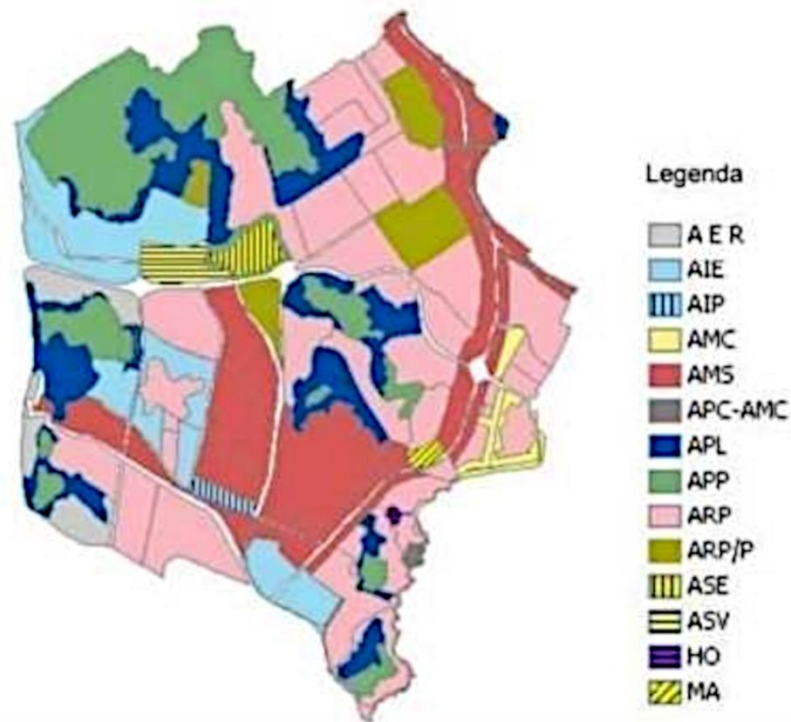 Legenda
A E R
AIE
AIP
AMC
AMS
APC-AMC
APL
APP
ARP
ARP/P
ASE
ASV
HO
MA